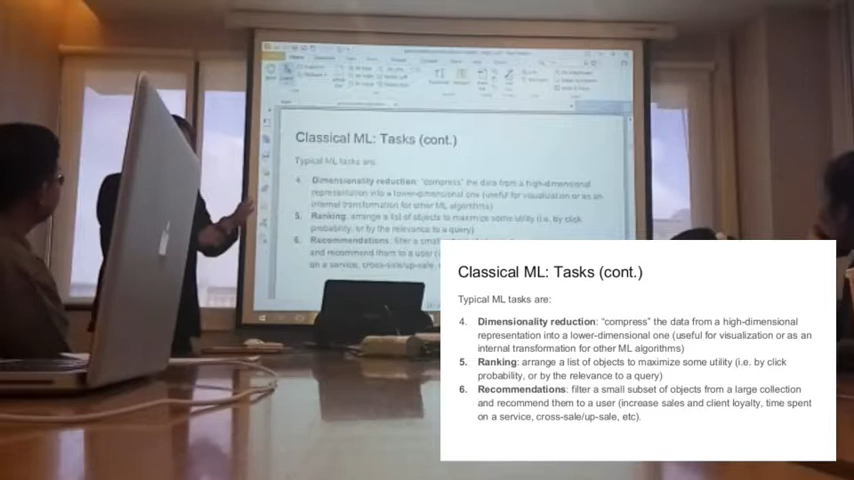 Classical ML: Tasks (cont.)
Typical ML tasks are:
4. Dimensionality reduction: "compress" the data from a high-dimensional
representation into a lower-dimensional one (useful for visualization or as an
internal transformation for other ML algorithms)
5. Ranking: arrange a list of objects to maximize some utility (i.e. by click
probability, or by the relevance to a query)
6. Recommendations: filter a small
and recommend them to a user
on a service, cross-sale/up-sale,
Classical ML: Tasks (cont.)
Typical ML tasks are:
4. Dimensionality reduction: “compress” the data from a high-dimensional
representation into a lower-dimensional one (useful for visualization or as an
internal transformation for other ML algorithms)
5. Ranking: arrange a list of objects to maximize some utility (i.e. by click
probability, or by the relevance to a query)
6. Recommendations: filter a small subset of objects from a large collection
and recommend them to a user (increase sales and client loyalty, time spent
on a service, cross-sale/up-sale, etc).